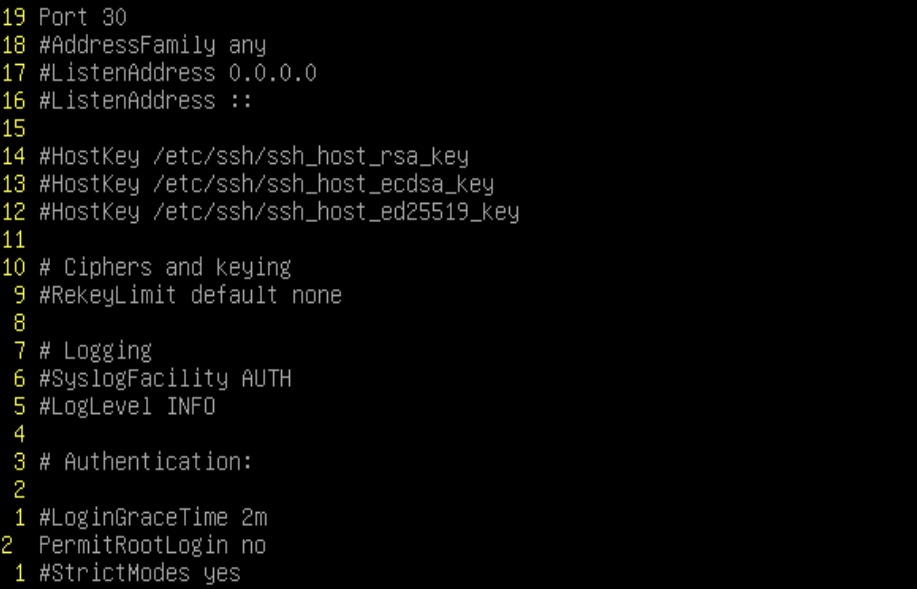 19 Port 30
18 #AddressFamily any
17 #ListenAddress 0.0.0.0
16 #ListenAddress ::
15
14 #HostKey /etc/ssh/ssh_host_rsa_key
13 #HostKey /etc/ssh/ssh_host_ecdsa_key
12 #HostKey /etc/ssh/ssh_host_ed25519_key
11
10 # Ciphers and keying
9 #RekeyLimit default none
8
7 # Logging
6 #SyslogFacility AUTH
5 #LogLevel INFO
4
3 # Authentication:
2
1 #LoginGraceTime 2m
2 PermitRootLogin no
1 #StrictModes yes